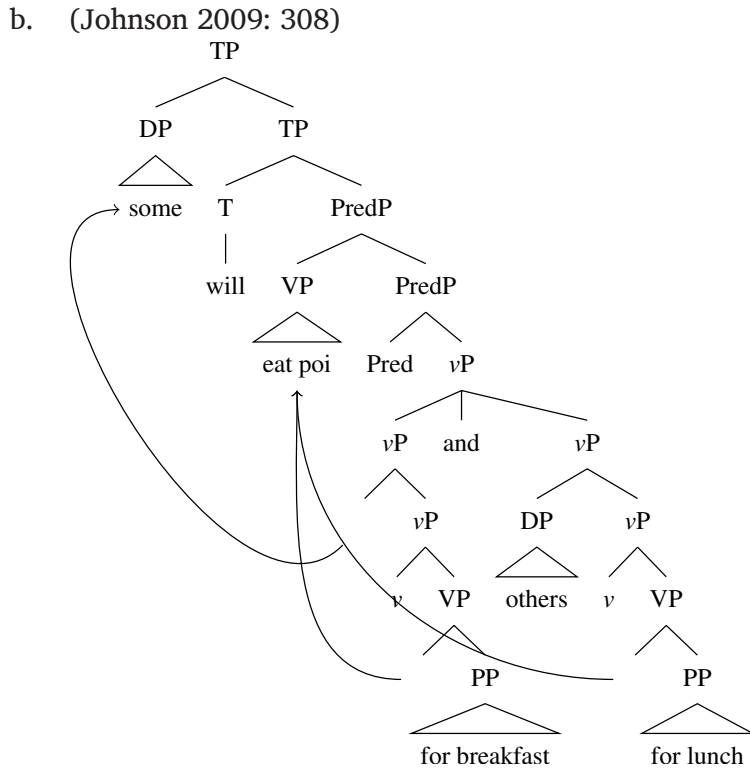 b. (Johnson 2009: 308)
TP
DP TP
some T PredP
will VP PredP
eat poi Pred vP
vP and vP
vP DP vP
v VP others v VP
PP PP
for breakfast for lunch